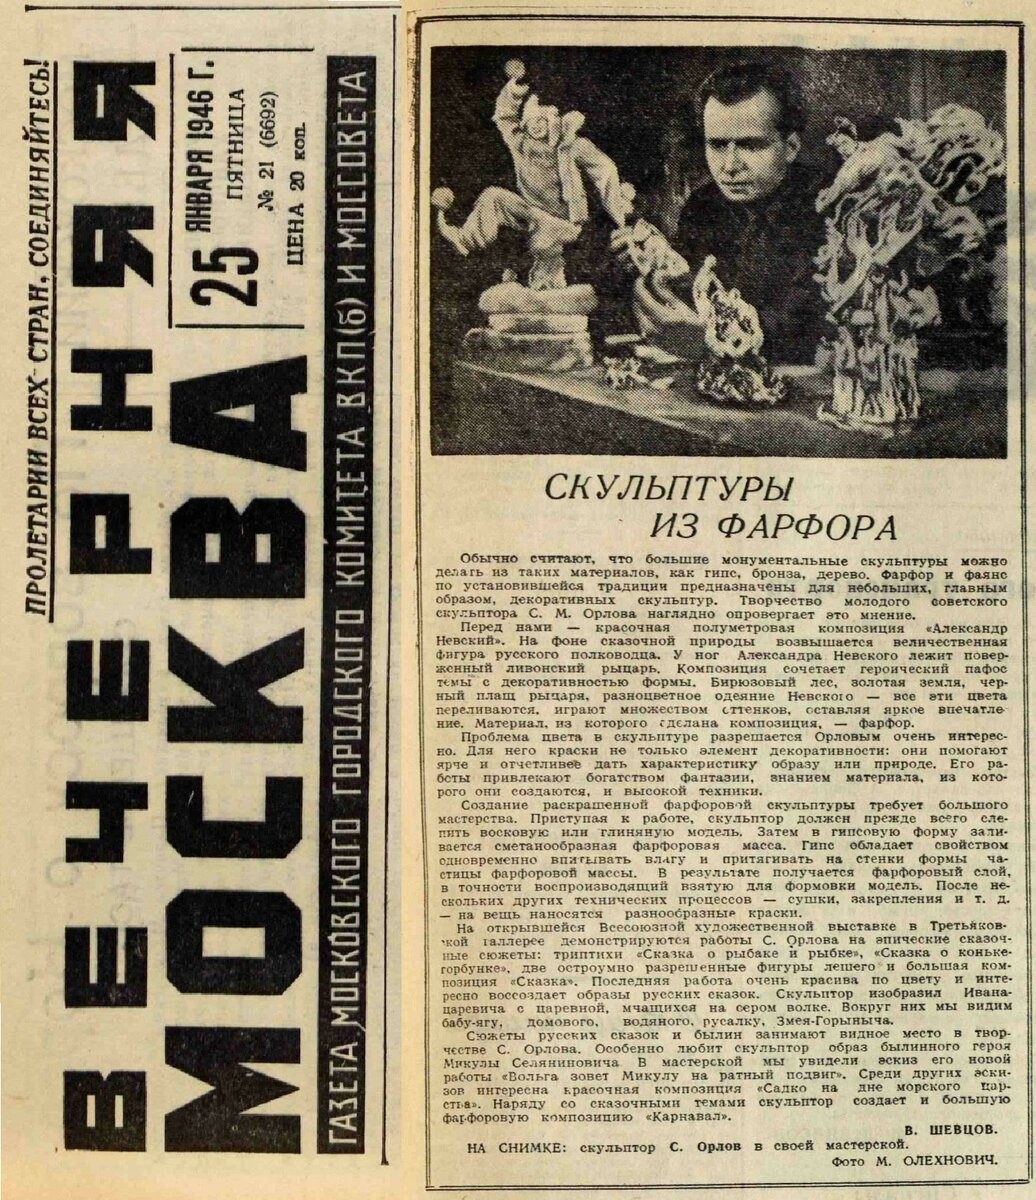 ПРОЛЕТАРИИ ВСЕХ СТРАН, СОЕДИНЯЙТЕСЬ!
ВЕЧЕРНЯЯ
МОСКВА
25 ЯНВАРЯ 1946 Г.
ПЯТНИЦА
№ 21 (6692)
ЦЕНА 20 коп.
ГАЗЕТА МОСКОВСКОГО ГОРОДСКОГО КОМИТЕТА ВКП(б) И МОССОВЕТА
СКУЛЬПТУРЫ
ИЗ ФАРФОРА
Обычно считают, что большие монументальные скульптуры можно
делать из таких материалов, как гипс, бронза, дерево. Фарфор и фаянс
по установившейся традиции предназначены для небольших, главным
образом, декоративных скульптур. Творчество молодого советского
скульптора С. М. Орлова наглядно опровергает это мнение.
Перед нами — красочная полуметровая композиция «Александр
Невский». На фоне сказочной природы возвышается величественная
фигура русского полководца. У ног Александра Невского лежит повер-
женный ливонский рыцарь. Композиция сочетает героический пафос
темы с декоративностью формы. Бирюзовый лес, золотая земля, чер-
ный плащ рыцаря, разноцветное одеяние Невского — все эти цвета
переливаются, играют множеством оттенков, оставляя яркое впечатле-
ние. Материал, из которого сделана композиция, — фарфор.
Проблема цвета в скульптуре разрешается Орловым очень интерес-
но. Для него краски не только элемент декоративности: они помогают
ярче и отчетливее дать характеристику образу или природе. Его ра-
боты привлекают богатством фантазии, знанием материала, из кото-
рого они создаются, и высокой техники.
Создание раскрашенной фарфоровой скульптуры требует большого
мастерства. Приступая к работе, скульптор должен прежде всего сле-
пить восковую или глиняную модель. Затем в гипсовую форму зали-
вается сметанообразная фарфоровая масса. Гипс обладает свойством
одновременно впитывать влагу и притягивать на стенки формы ча-
стицы фарфоровой массы. В результате получается фарфоровый слой,
в точности воспроизводящий взятую для формовки модель. После не-
скольких других технических процессов — сушки, закрепления и т. д.
— на вещь наносятся разнообразные краски.
На открывшейся Всесоюзной художественной выставке в Третьяков-
ской галлерее демонстрируются работы С. Орлова на эпические сказоч-
ные сюжеты: триптихи «Сказка о рыбаке и рыбке», «Сказка о коньке-
горбунке», две остроумно разрешенные фигуры лешего и большая ком-
позиция «Сказка». Последняя работа очень красива по цвету и инте-
ресно воссоздает образы русских сказок. Скульптор изобразил Ивана-
царевича с царевной, мчащихся на сером волке. Вокруг них мы видим
бабу-ягу, домового, водяного, русалку, Змея-Горыныча.
Сюжеты русских сказок и былин занимают видное место в твор-
честве С. Орлова. Особенно любит скульптор образ былинного героя
Микулы Селяниновича В мастерской мы увидели эскиз его новой
работы «Вольга зовет Микулу на ратный подвиг». Среди других эски-
зов интересна красочная композиция «Садко на дне морского цар-
ства». Наряду со сказочными темами скульптор создает и большую
фарфоровую композицию «Карнавал».
В. ШЕВЦОВ.
НА СНИМКЕ: скульптор С. Орлов в своей мастерской.
Фото М. ОЛЕХНОВИЧ.